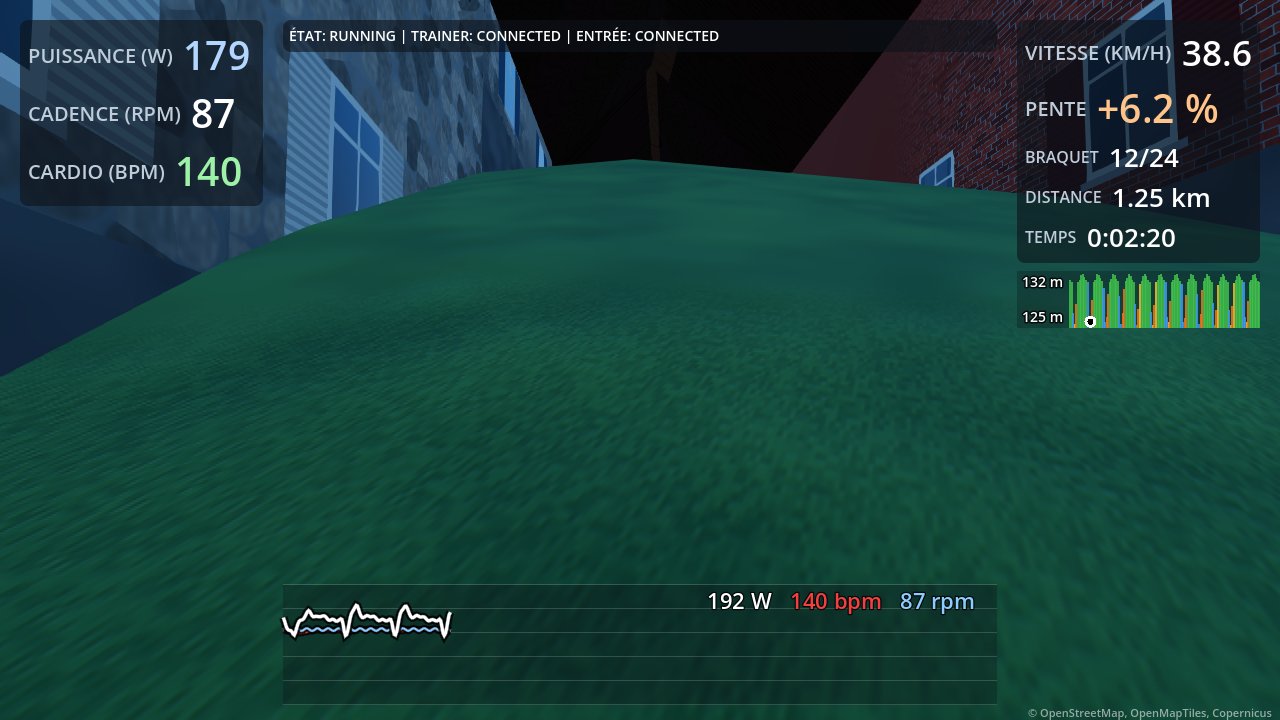 PUISSANCE (W) 179
CADENCE (RPM) 87
CARDIO (BPM) 140
ÉTAT: RUNNING | TRAINER: CONNECTED | ENTRÉE: CONNECTED
VITESSE (KM/H) 38.6
PENTE +6.2 %
BRAQUET 12/24
DISTANCE 1.25 km
TEMPS 0:02:20
132 m
125 m
192 W 140 bpm 87 rpm
© OpenStreetMap, OpenMapTiles, Copernicus